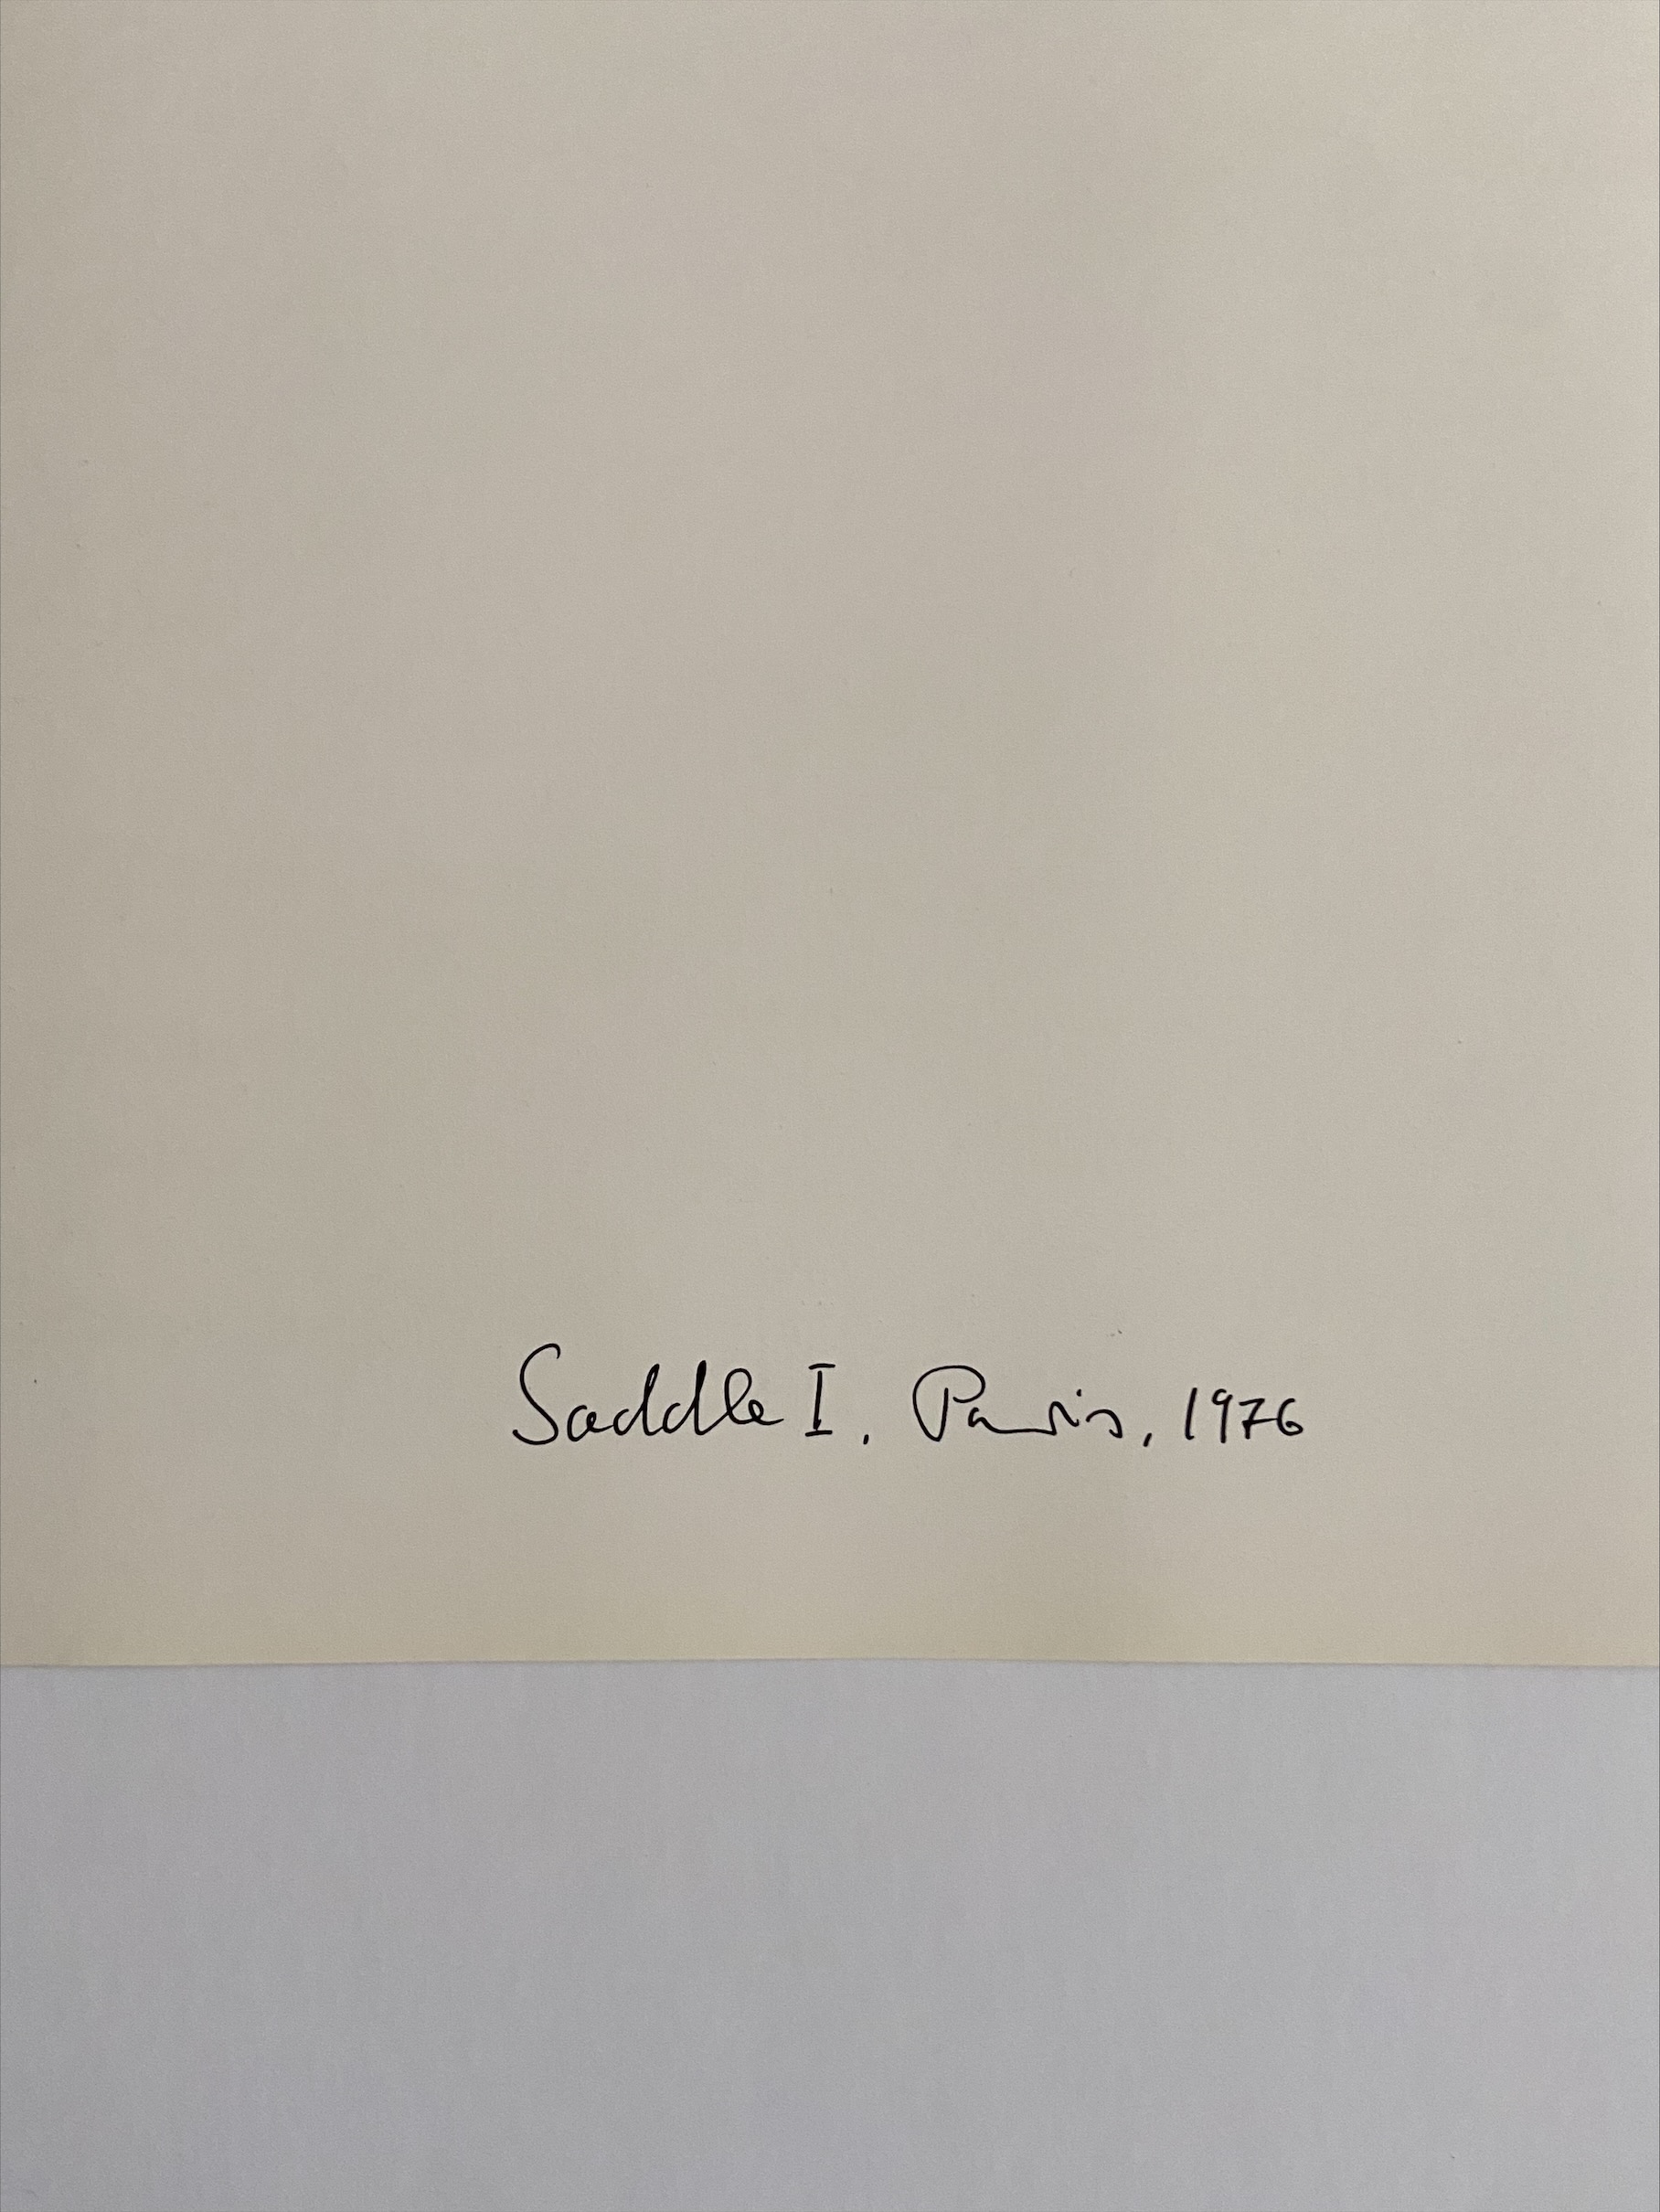 Saddle I. Paris, 1976